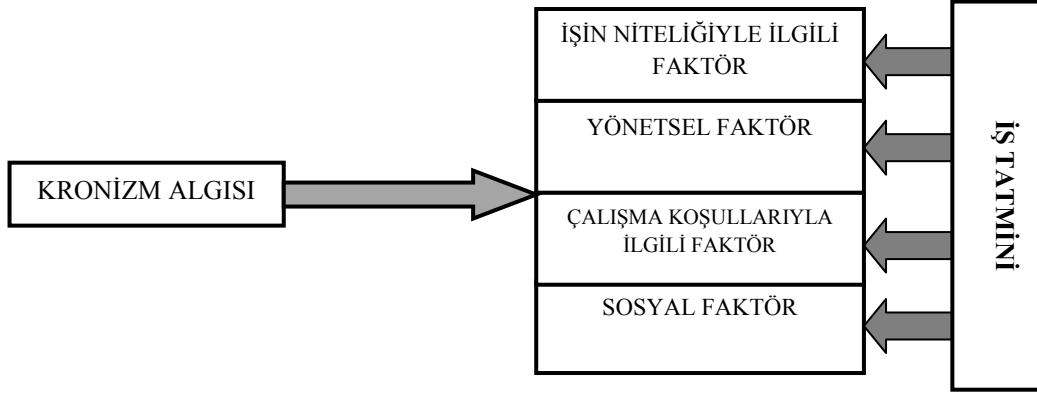 KRONİZM ALGISI
İŞİN NİTELİĞİYLE İLGİLİ
FAKTÖR
YÖNETSEL FAKTÖR
ÇALIŞMA KOŞULLARIYLA
İLGİLİ FAKTÖR
SOSYAL FAKTÖR
İŞ TATMİNİ